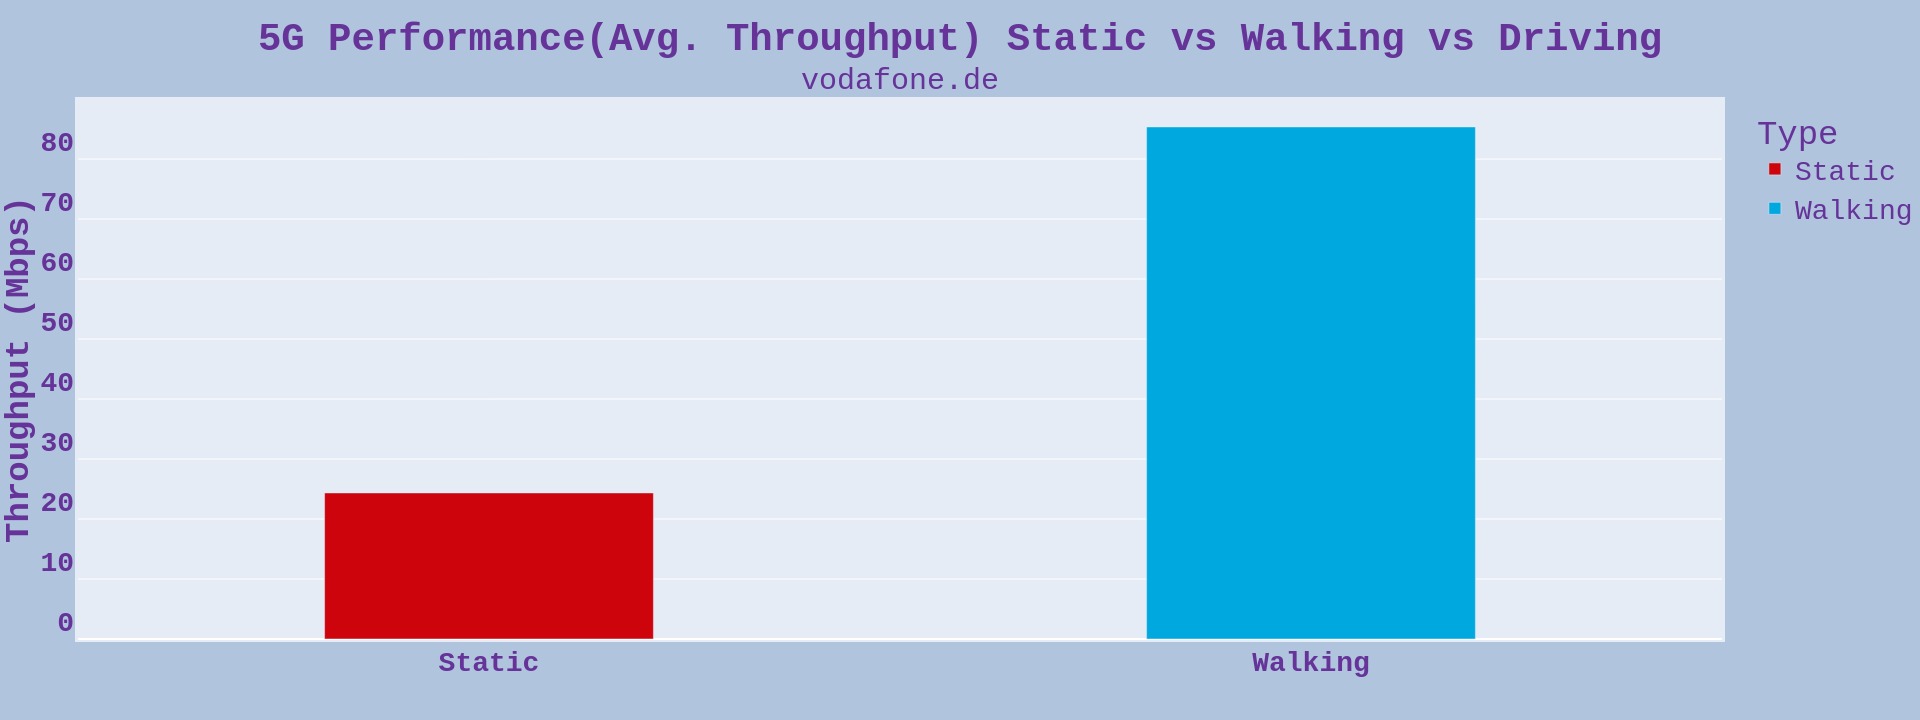 5G Performance(Avg. Throughput) Static vs Walking vs Driving
vodafone.de
Throughput (Mbps)
80
70
60
50
40
30
20
10
0
Static
Walking
Type
Static
Walking